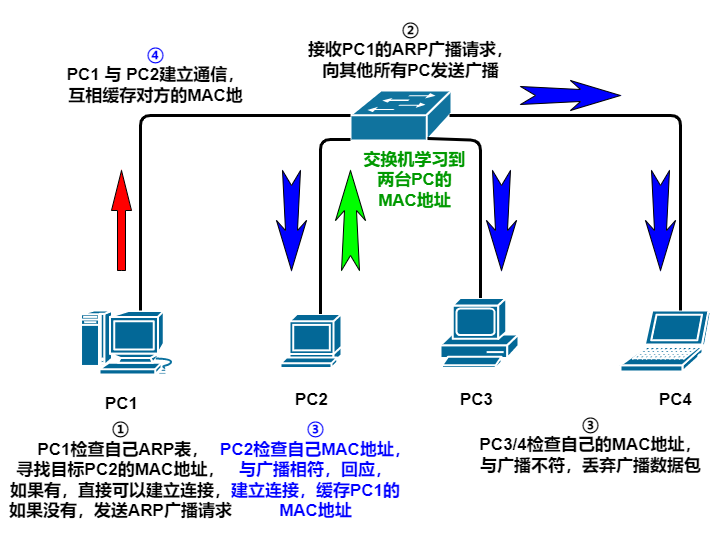 ②
接收PC1的ARP广播请求，
向其他所有PC发送广播
④
PC1 与 PC2建立通信，
互相缓存对方的MAC地
交换机学习到
两台PC的
MAC地址
PC1
PC2
PC3
PC4
①
PC1检查自己ARP表，
寻找目标PC2的MAC地址，
如果有，直接可以建立连接，
如果没有，发送ARP广播请求
③
PC2检查自己MAC地址，
与广播相符，回应，
建立连接，缓存PC1的
MAC地址
③
PC3/4检查自己的MAC地址，
与广播不符，丢弃广播数据包